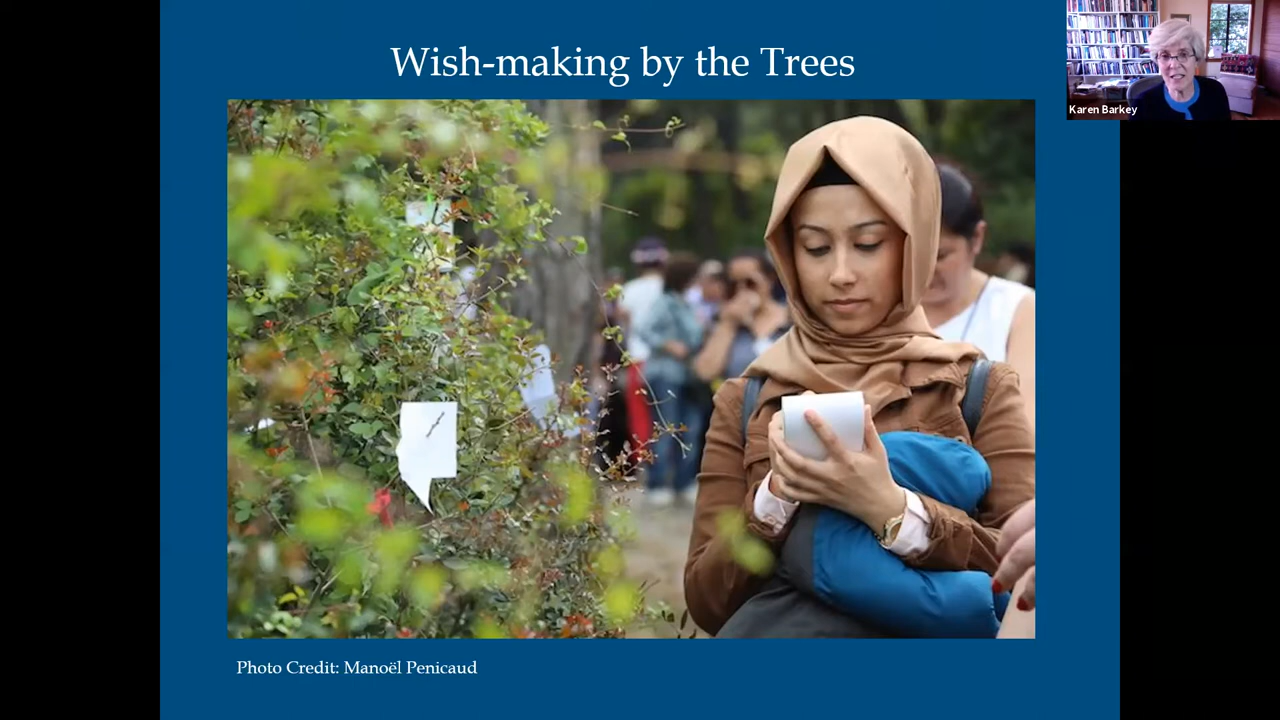 Wish-making by the Trees
Karen Barkey
Photo Credit: Manoël Penicaud